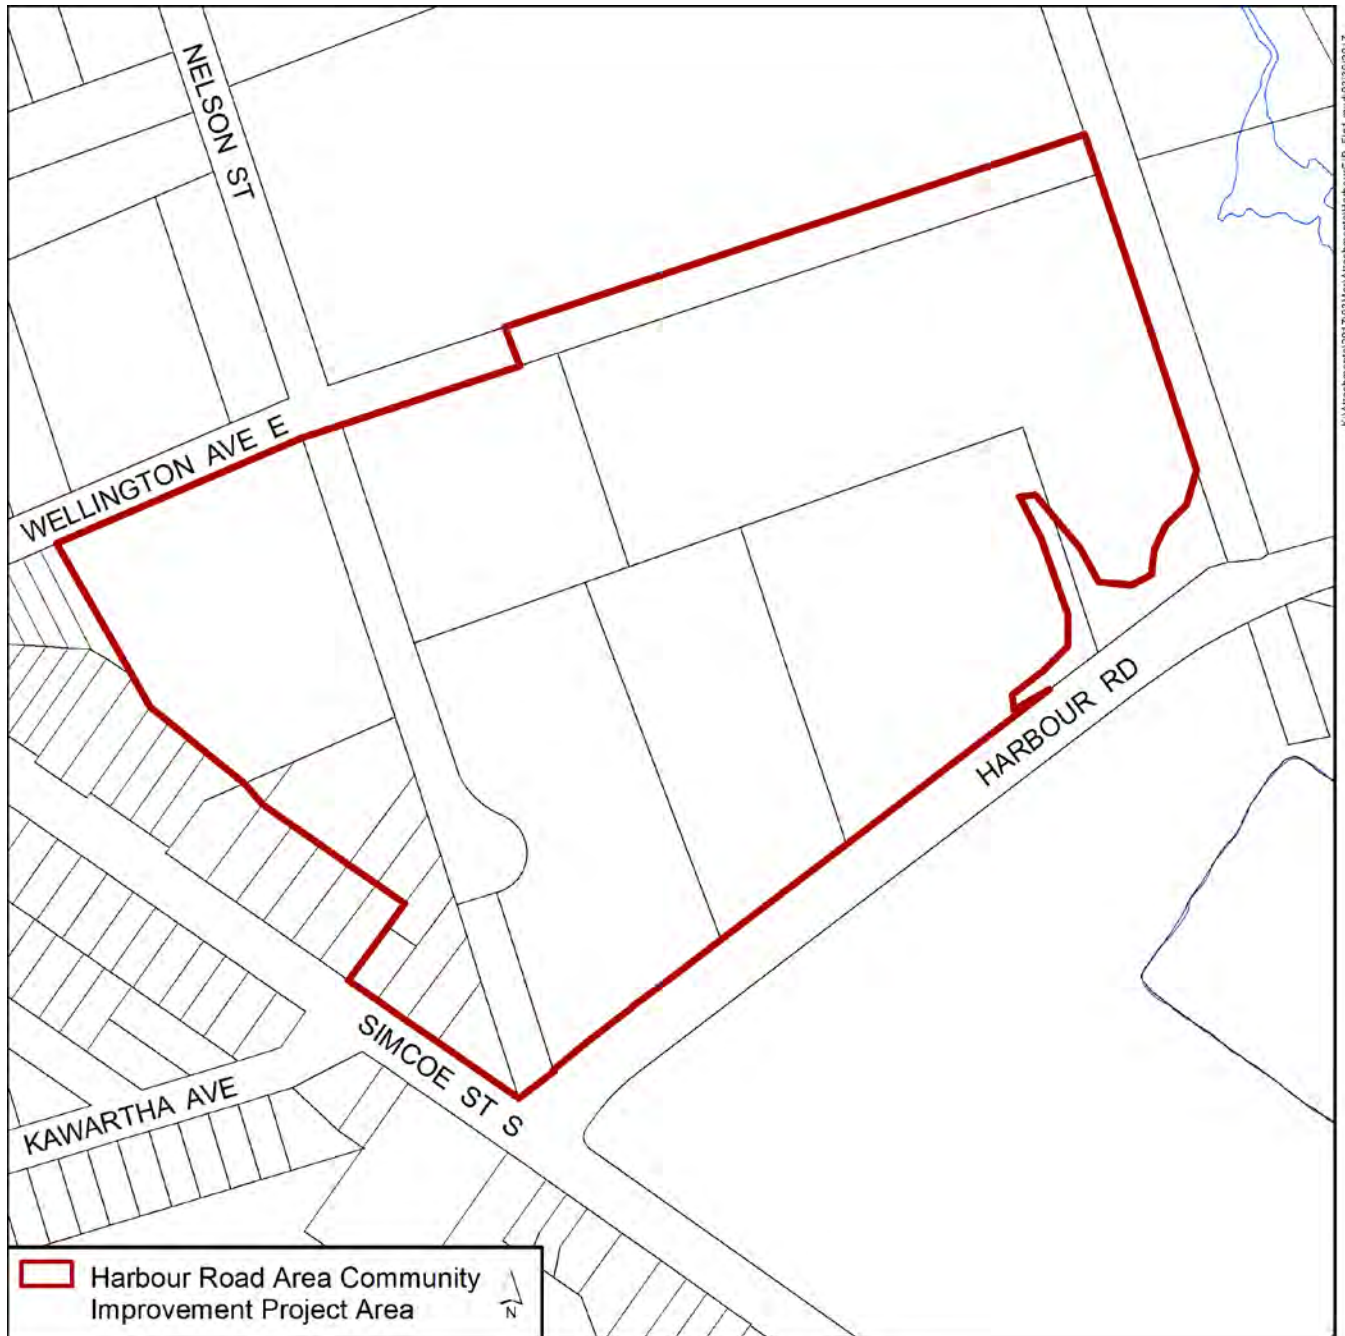 NELSON ST
WELLINGTON AVE E
HARBOUR RD
SIMCOE ST S
KAWARTHA AVE
Harbour Road Area Community
Improvement Project Area
N